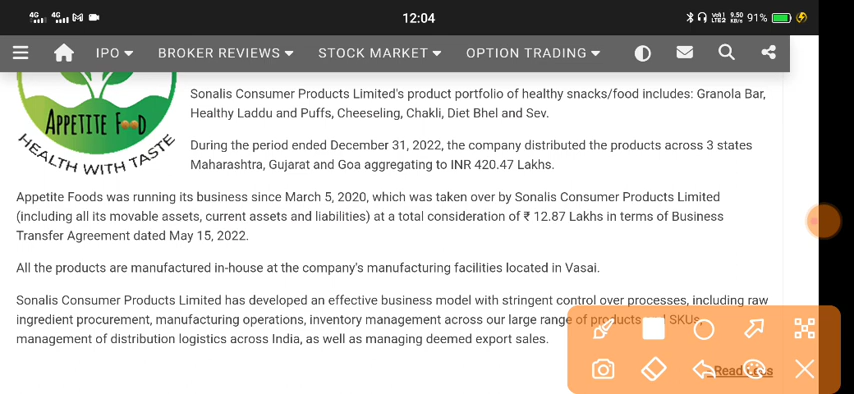 4G 4G 12:04 Vo1) LTE2 9.50 KB/s 91%
IPO BROKER REVIEWS STOCK MARKET OPTION TRADING
APPETITE FOOD
HEALTH WITH TASTE
Sonalis Consumer Products Limited's product portfolio of healthy snacks/food includes: Granola Bar,
Healthy Laddu and Puffs, Cheeseling, Chakli, Diet Bhel and Sev.
During the period ended December 31, 2022, the company distributed the products across 3 states
Maharashtra, Gujarat and Goa aggregating to INR 420.47 Lakhs.
Appetite Foods was running its business since March 5, 2020, which was taken over by Sonalis Consumer Products Limited
(including all its movable assets, current assets and liabilities) at a total consideration of ₹ 12.87 Lakhs in terms of Business
Transfer Agreement dated May 15, 2022.
All the products are manufactured in-house at the company's manufacturing facilities located in Vasai.
Sonalis Consumer Products Limited has developed an effective business model with stringent control over processes, including raw
ingredient procurement, manufacturing operations, inventory management across our large range of products and SKUs,
management of distribution logistics across India, as well as managing deemed export sales.
Read Less